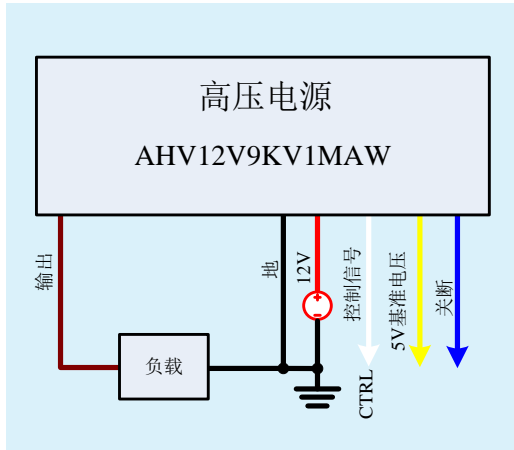 高压电源
AHV12V9KV1MAW
输出
地
12V
控制信号
5V基准电压
关断
负载
CTRL